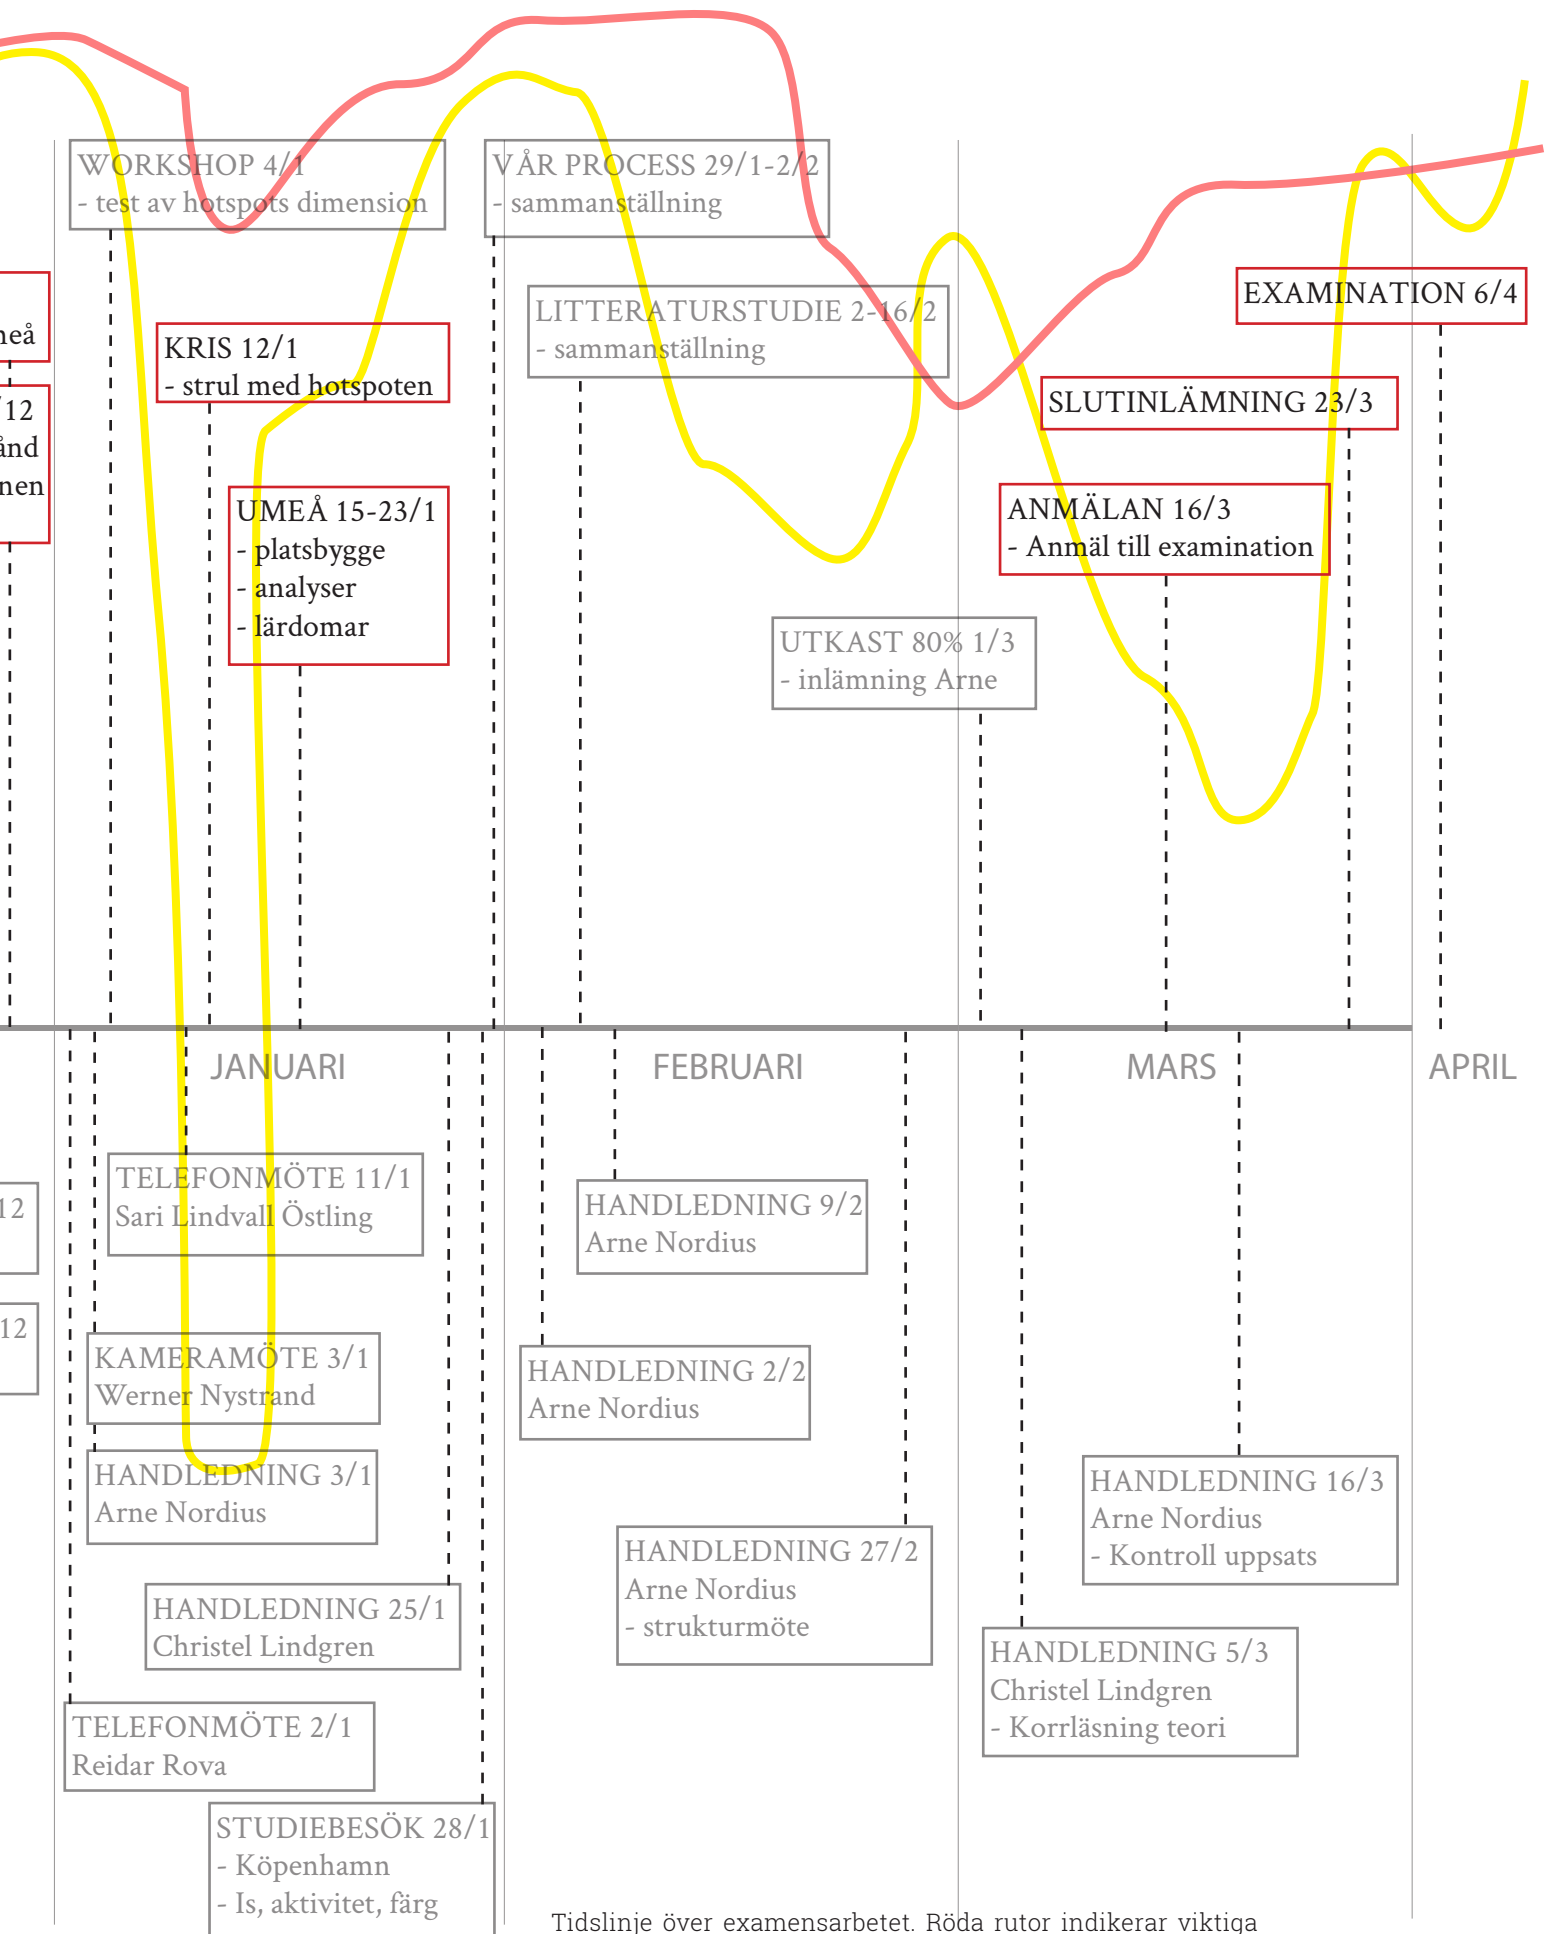 WORKSHOP 4/1
- test av hotspots dimension
VÅR PROCESS 29/1-2/2
- sammanställning
LITTERATURSTUDIE 2-16/2
- sammanställning
EXAMINATION 6/4
neå
KRIS 12/1
- strul med hotspoten
/12
ånd
nen
SLUTINLÄMNING 23/3
UMEÅ 15-23/1
- platsbygge
- analyser
- lärdomar
ANMÄLAN 16/3
- Anmäl till examination
UTKAST 80% 1/3
- inlämning Arne
JANUARI
FEBRUARI
MARS
APRIL
TELEFONMÖTE 11/1
Sari Lindvall Östling
12
HANDLEDNING 9/2
Arne Nordius
12
KAMERAMÖTE 3/1
Werner Nystrand
HANDLEDNING 2/2
Arne Nordius
HANDLEDNING 3/1
Arne Nordius
HANDLEDNING 16/3
Arne Nordius
- Kontroll uppsats
HANDLEDNING 27/2
Arne Nordius
- strukturmöte
HANDLEDNING 25/1
Christel Lindgren
HANDLEDNING 5/3
Christel Lindgren
- Korrläsning teori
TELEFONMÖTE 2/1
Reidar Rova
STUDIEBESÖK 28/1
- Köpenhamn
- Is, aktivitet, färg
Tidslinje över examensarbetet. Röda rutor indikerar viktiga